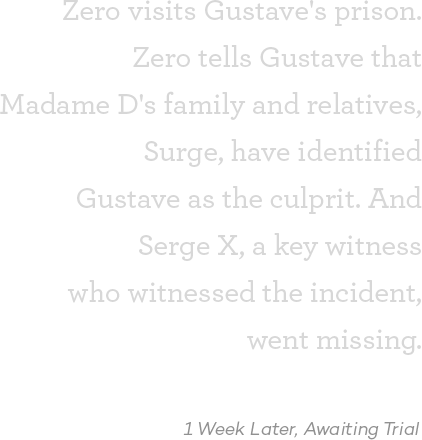 Zero visits Gustave's prison.
Zero tells Gustave that
Madame D's family and relatives,
Surge, have identified
Gustave as the culprit. And
Serge X, a key witness
who witnessed the incident,
went missing.
1 Week Later, Awaiting Trial